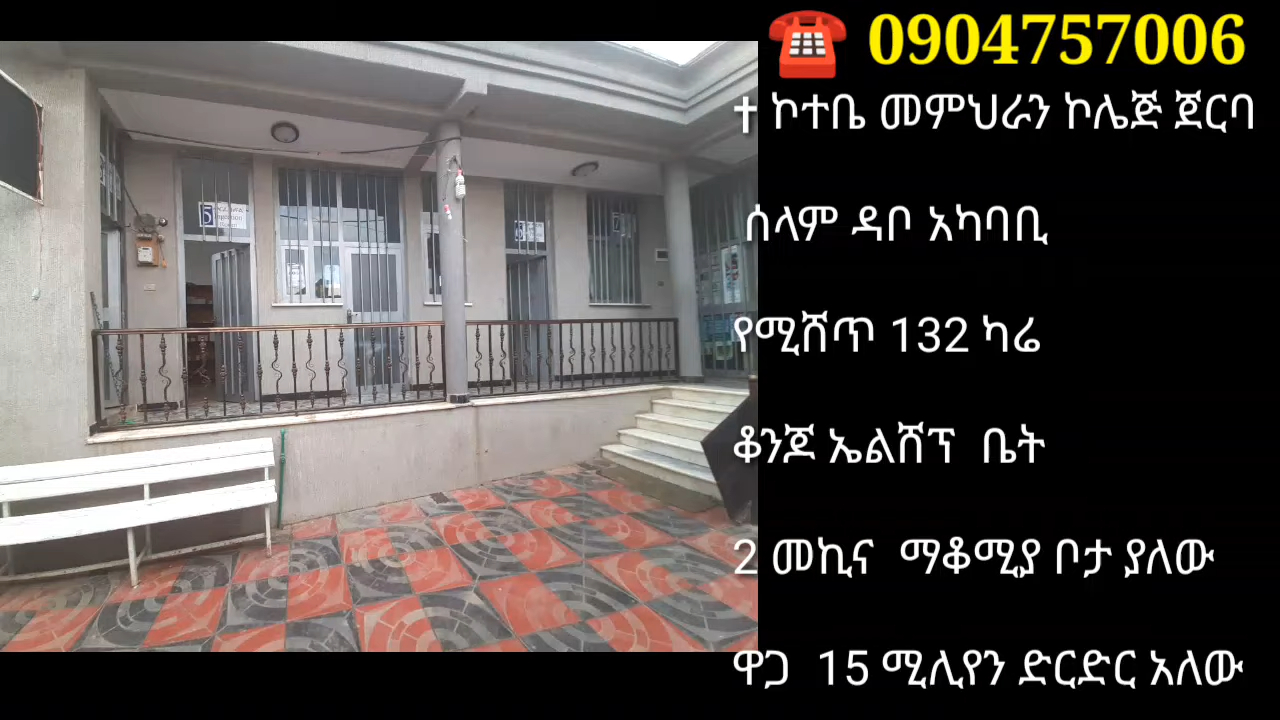 ☎️ 0904757006
✝ ኮተቤ መምህራን ኮሌጅ ጀርባ
ሰላም ዳቦ አካባቢ
የሚሸጥ 132 ካሬ
ቆንጆ ኤልሸፕ ቤት
2 መኪና ማቆሚያ ቦታ ያለው
ዋጋ 15 ሚሊየን ድርድር አለው
5